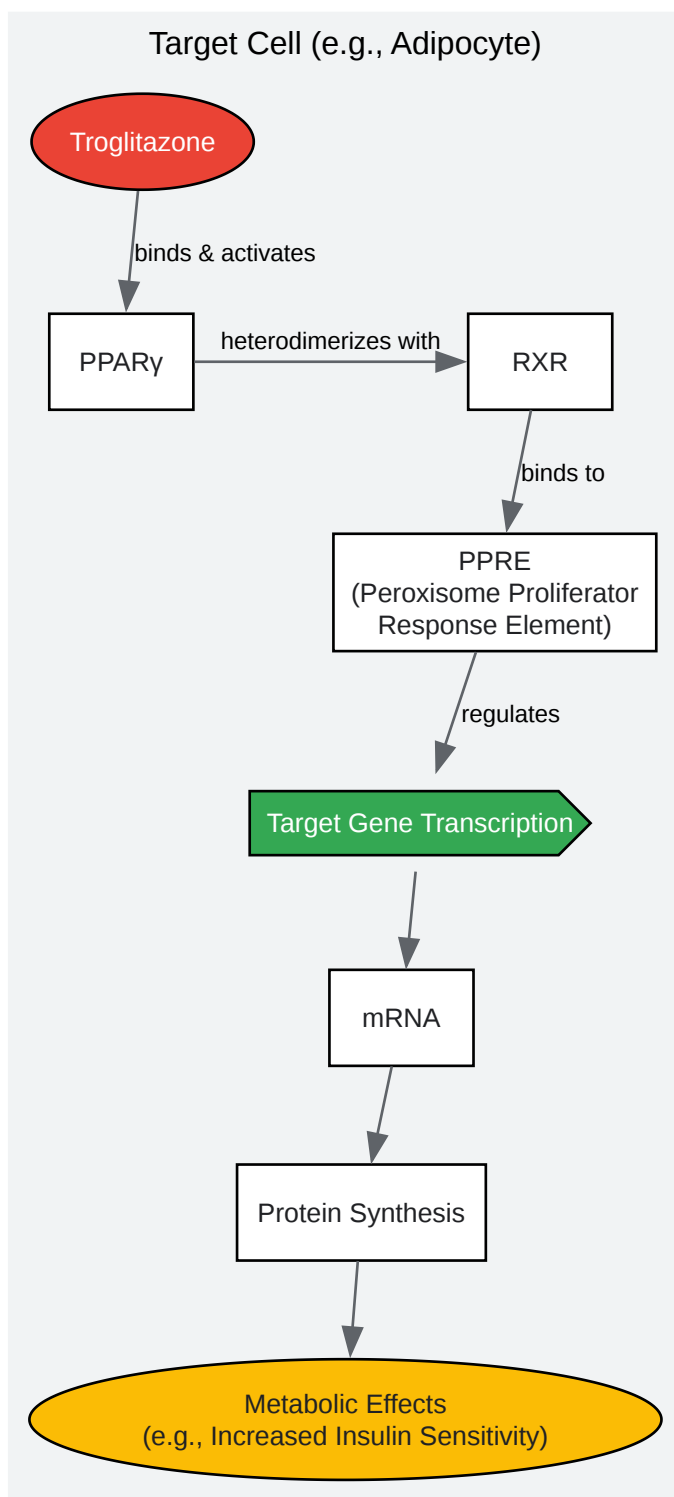 Target Cell (e.g., Adipocyte)
Troglitazone
binds & activates
PPARγ
heterodimerizes with
RXR
binds to
PPRE
(Peroxisome Proliferator
Response Element)
regulates
Target Gene Transcription
mRNA
Protein Synthesis
Metabolic Effects
(e.g., Increased Insulin Sensitivity)